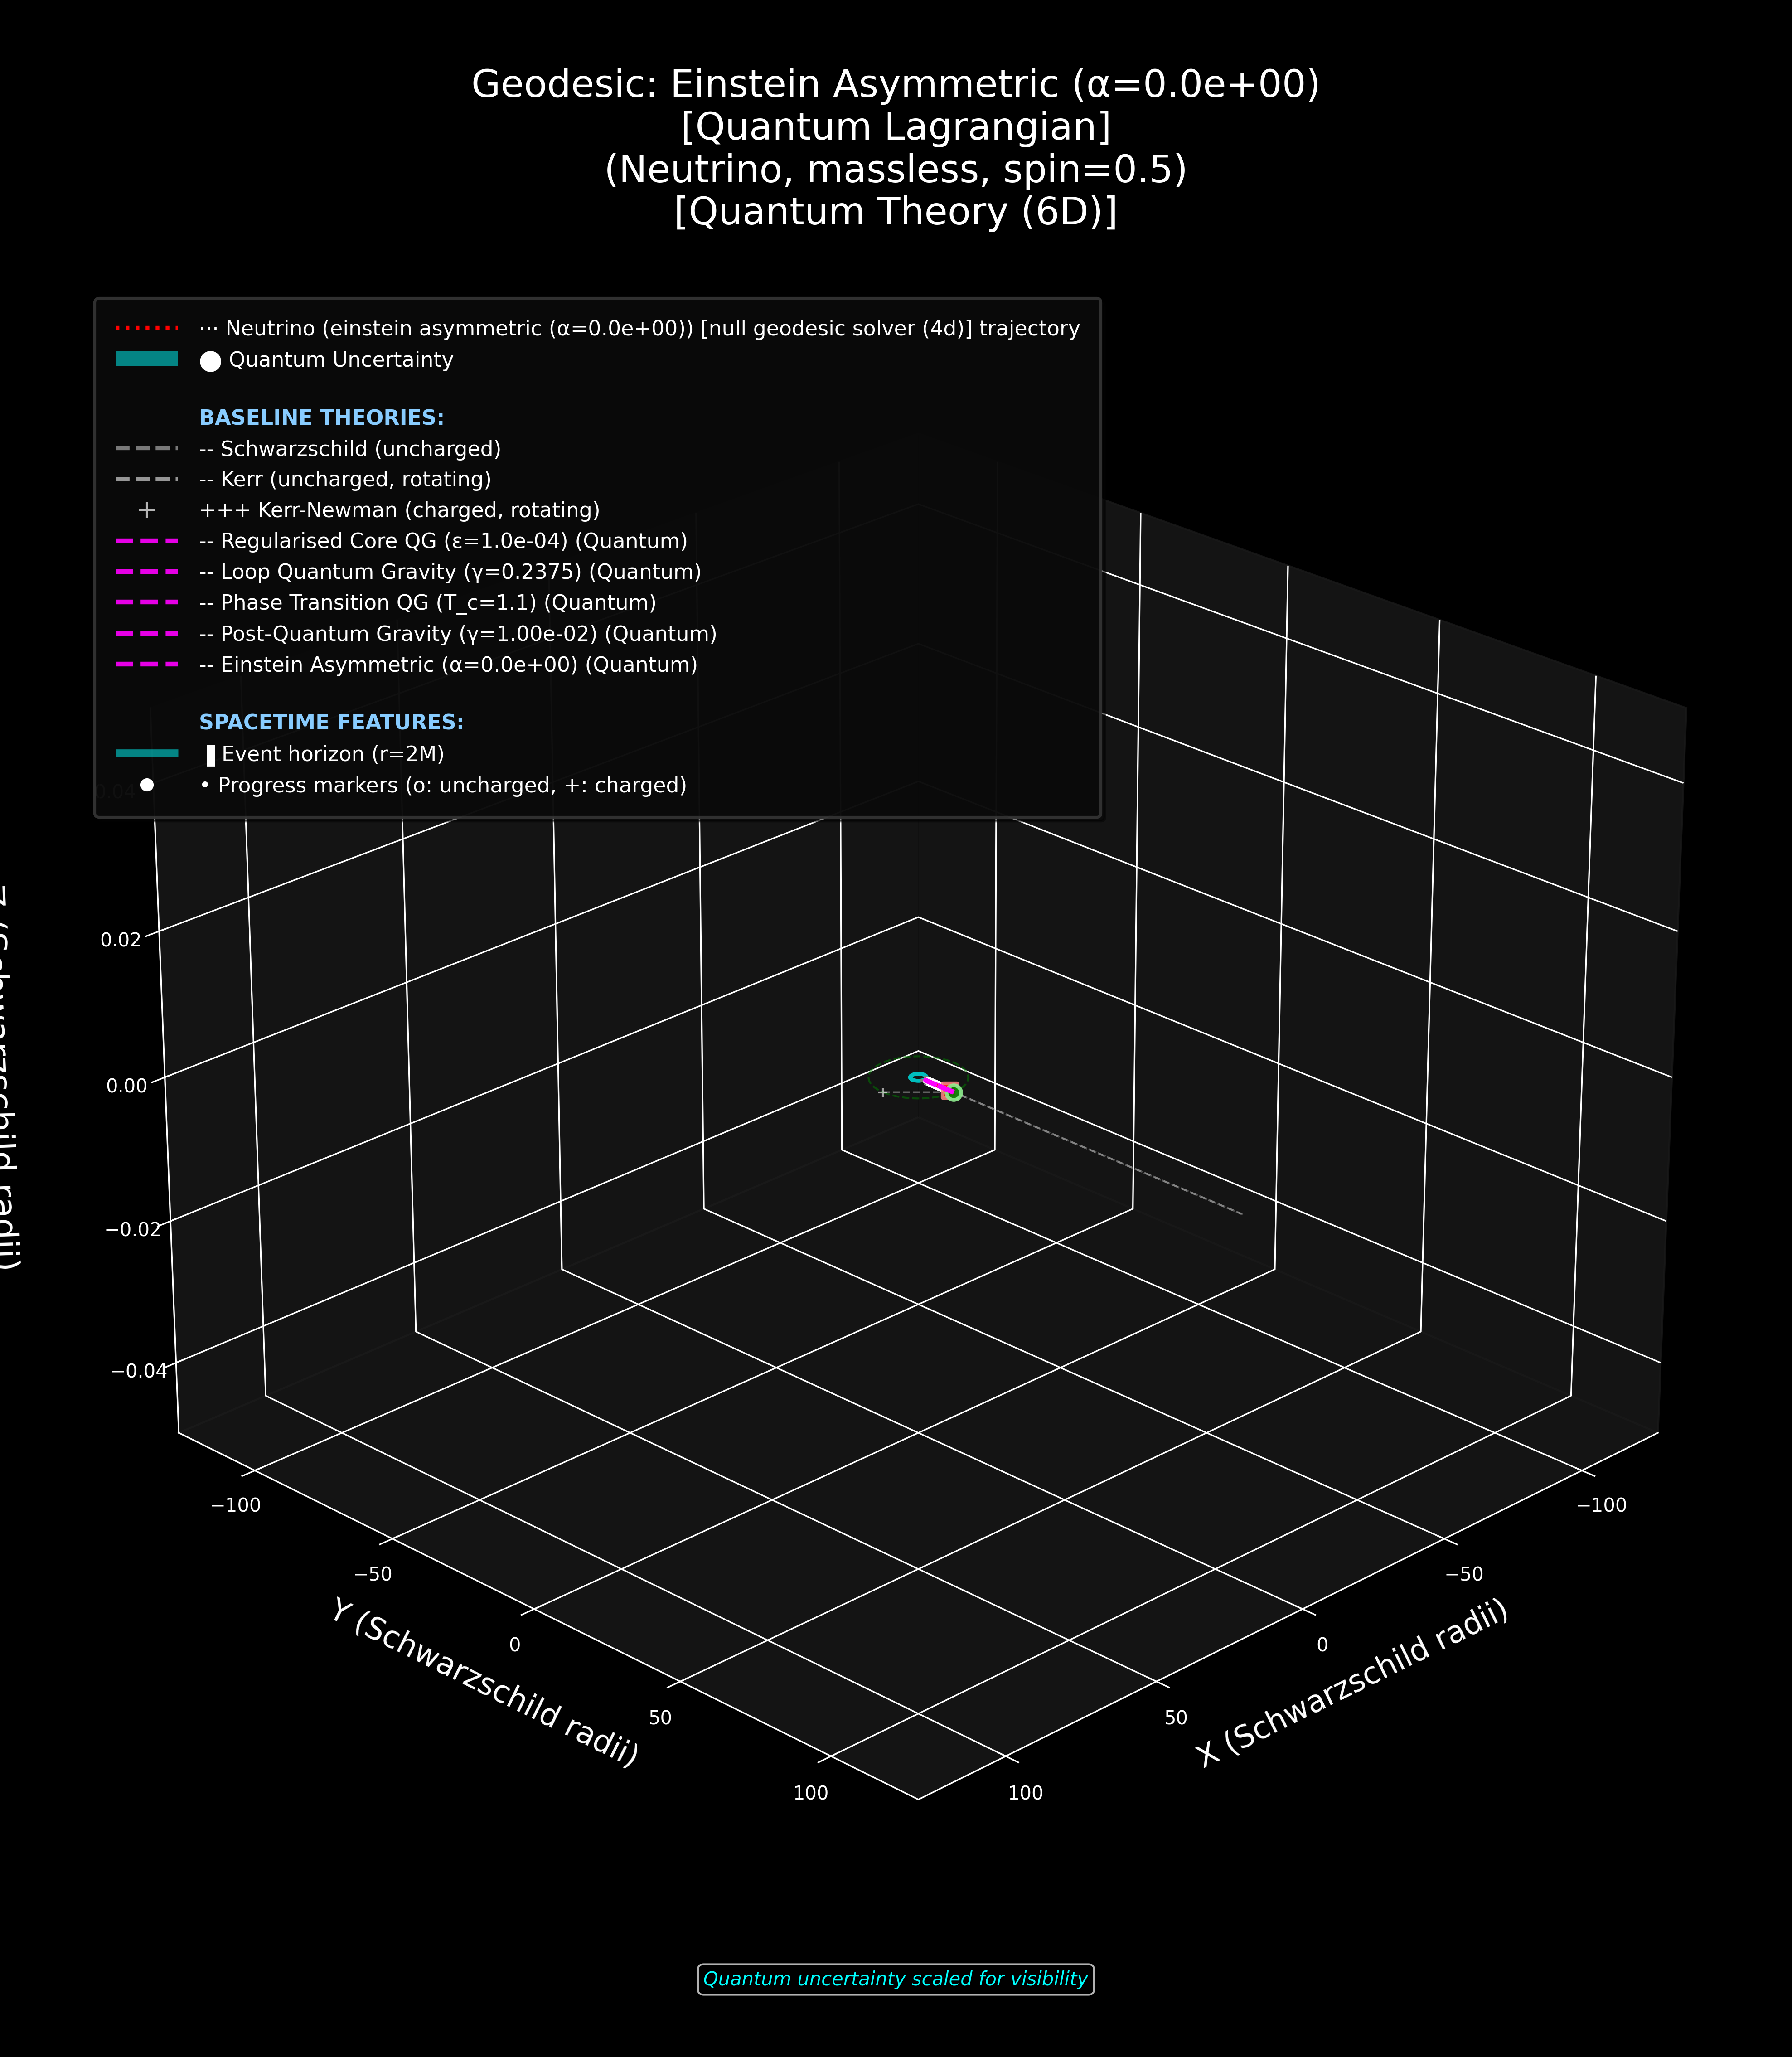 Geodesic: Einstein Asymmetric (α=0.0e+00)
[Quantum Lagrangian]
(Neutrino, massless, spin=0.5)
[Quantum Theory (6D)]
··· Neutrino (einstein asymmetric (α=0.0e+00)) [null geodesic solver (4d)] trajectory
⬤ Quantum Uncertainty
BASELINE THEORIES:
-- Schwarzschild (uncharged)
-- Kerr (uncharged, rotating)
+++ Kerr-Newman (charged, rotating)
-- Regularised Core QG (ε=1.0e-04) (Quantum)
-- Loop Quantum Gravity (γ=0.2375) (Quantum)
-- Phase Transition QG (T_c=1.1) (Quantum)
-- Post-Quantum Gravity (γ=1.00e-02) (Quantum)
-- Einstein Asymmetric (α=0.0e+00) (Quantum)
SPACETIME FEATURES:
▐ Event horizon (r=2M)
• Progress markers (o: uncharged, +: charged)
0.04
0.02
0.00
−0.02
−0.04
Z (Schwarzschild radii)
−100
−50
0
50
100
Y (Schwarzschild radii)
−100
−50
0
50
100
X (Schwarzschild radii)
Quantum uncertainty scaled for visibility